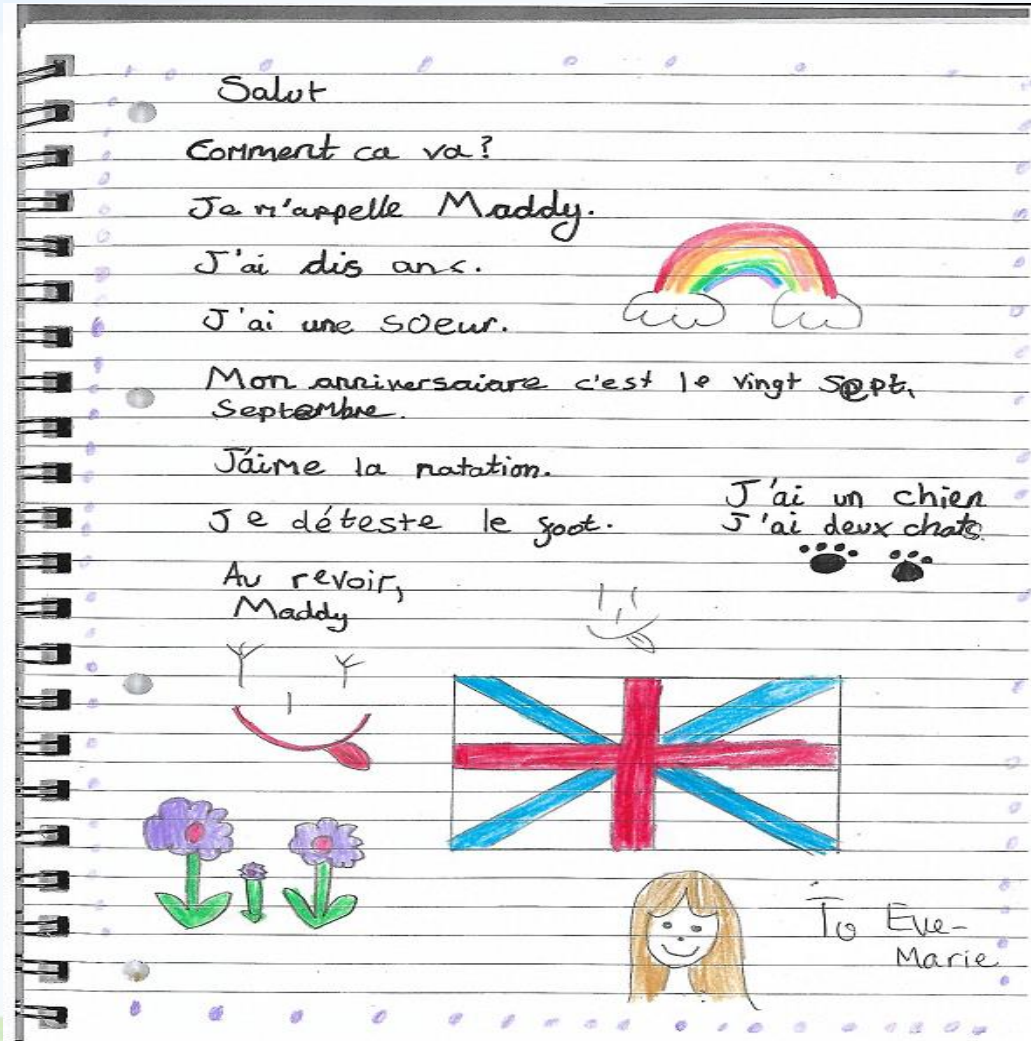 Salut
Comment ca va?
Je m'appelle Maddy.
J'ai dis ans.
J'ai une soeur.
Mon anniversaiare c'est le vingt sept,
Septembre.
J'aime la natation.
Je déteste le foot.
J'ai un chien
J'ai deux chats.
Au revoir,
Maddy
To Eve-
Marie